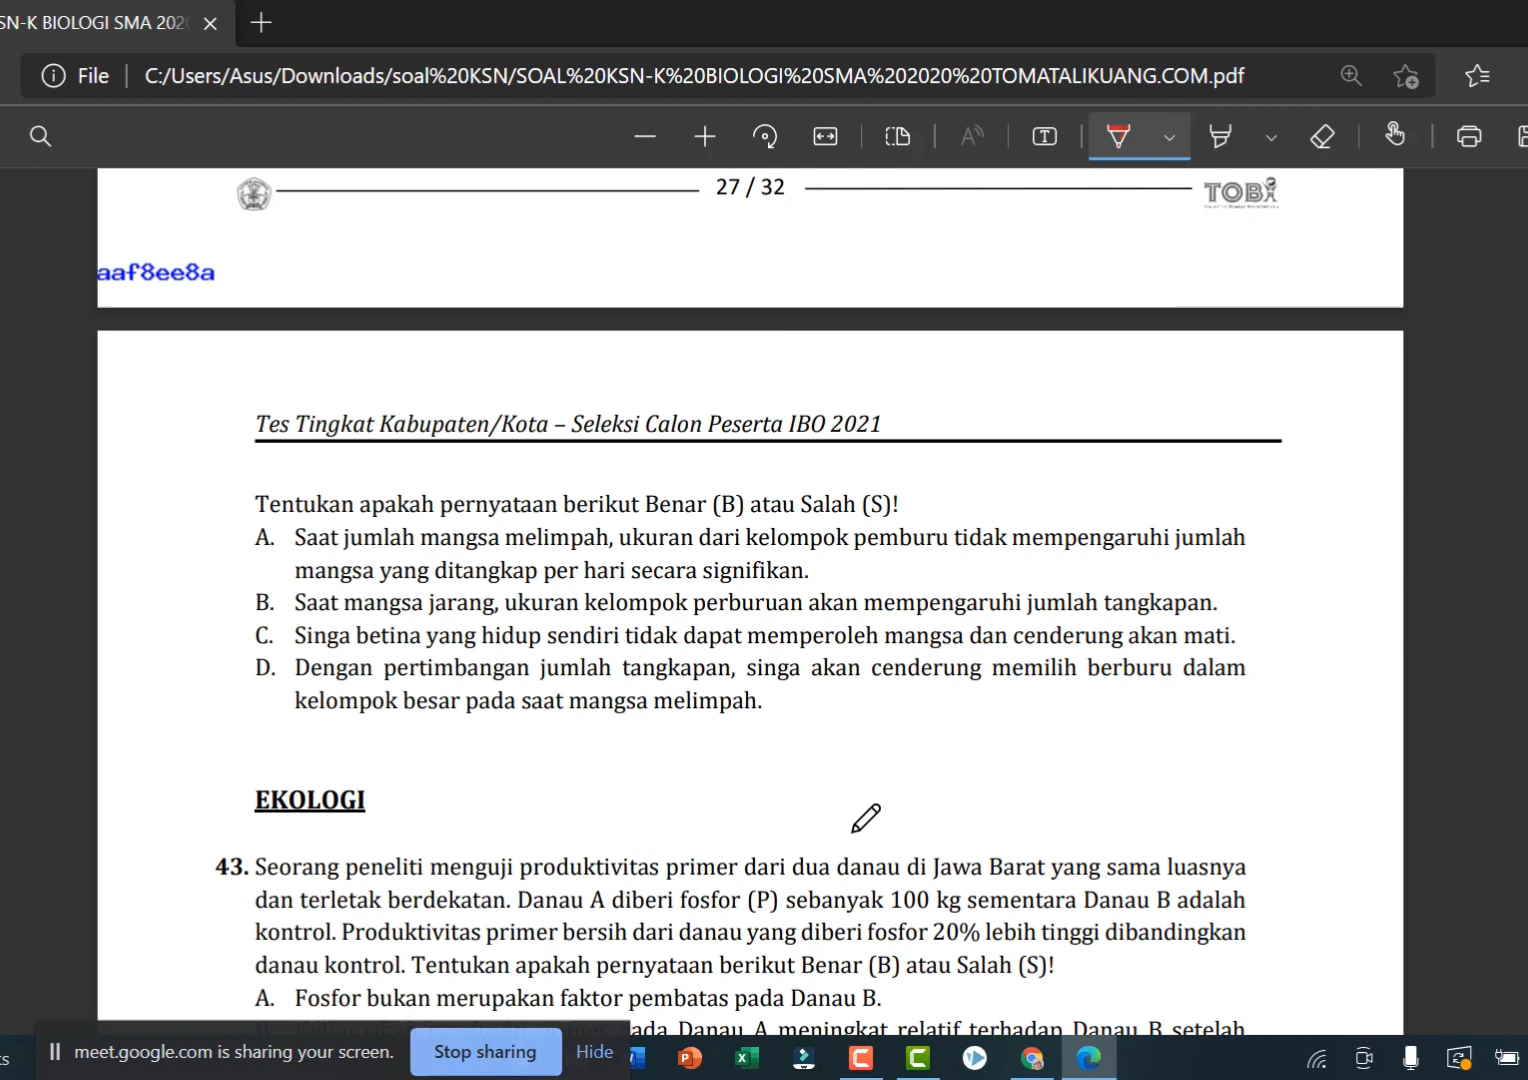 SN-K BIOLOGI SMA 202
File
C:/Users/Asus/Downloads/soal%20KSN/SOAL%20KSN-K%20BIOLOGI%20SMA%202020%20TOMATALIKUANG.COM.pdf
27 / 32
TOBI
aaf8ee8a
Tes Tingkat Kabupaten/Kota – Seleksi Calon Peserta IBO 2021
Tentukan apakah pernyataan berikut Benar (B) atau Salah (S)!
A. Saat jumlah mangsa melimpah, ukuran dari kelompok pemburu tidak mempengaruhi jumlah
mangsa yang ditangkap per hari secara signifikan.
B. Saat mangsa jarang, ukuran kelompok perburuan akan mempengaruhi jumlah tangkapan.
C. Singa betina yang hidup sendiri tidak dapat memperoleh mangsa dan cenderung akan mati.
D. Dengan pertimbangan jumlah tangkapan, singa akan cenderung memilih berburu dalam
kelompok besar pada saat mangsa melimpah.
EKOLOGI
43. Seorang peneliti menguji produktivitas primer dari dua danau di Jawa Barat yang sama luasnya
dan terletak berdekatan. Danau A diberi fosfor (P) sebanyak 100 kg sementara Danau B adalah
kontrol. Produktivitas primer bersih dari danau yang diberi fosfor 20% lebih tinggi dibandingkan
danau kontrol. Tentukan apakah pernyataan berikut Benar (B) atau Salah (S)!
A. Fosfor bukan merupakan faktor pembatas pada Danau B.
pada Danau A meningkat relatif terhadap Danau B setelah
meet.google.com is sharing your screen.
Stop sharing
Hide